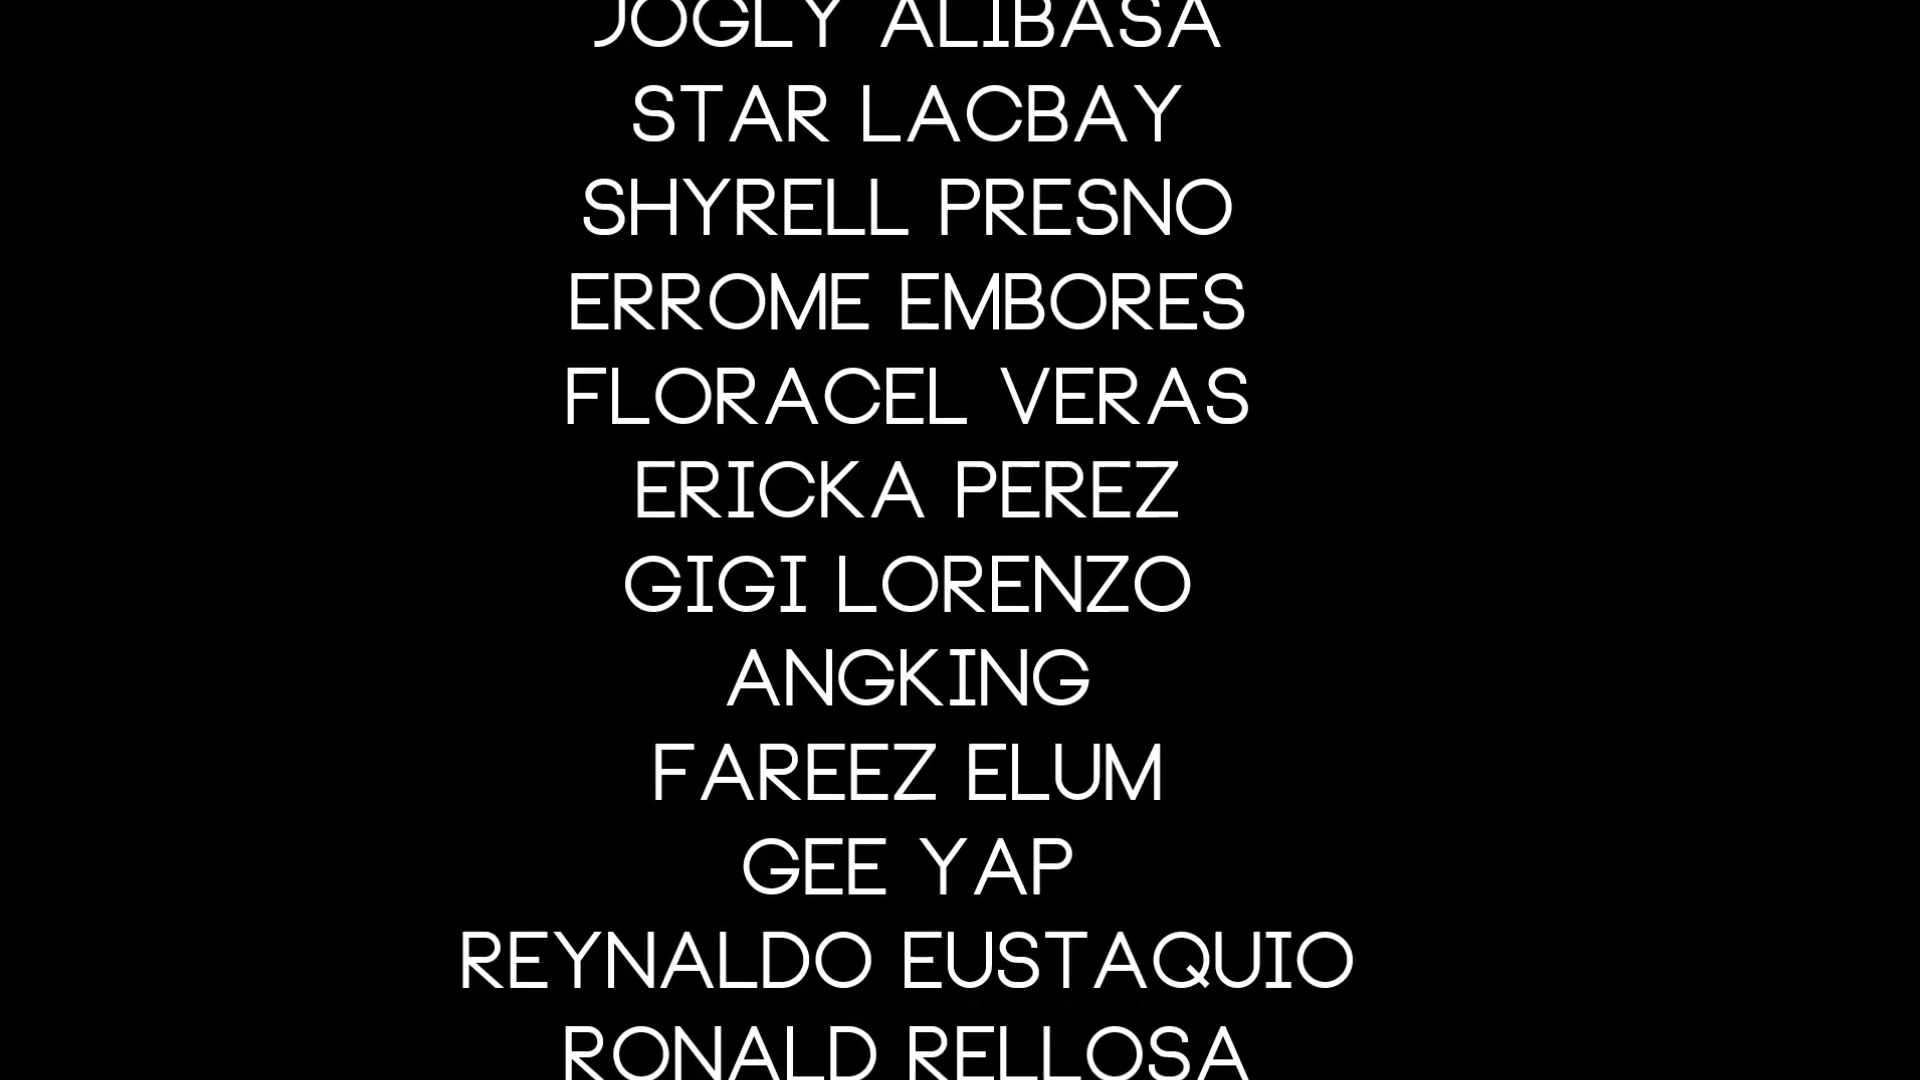 JOGLY ALIBASA
STAR LACBAY
SHYRELL PRESNO
ERROME EMBORES
FLORACEL VERAS
ERICKA PEREZ
GIGI LORENZO
ANGKING
FAREEZ ELUM
GEE YAP
REYNALDO EUSTAQUIO
RONALD RELLOSA